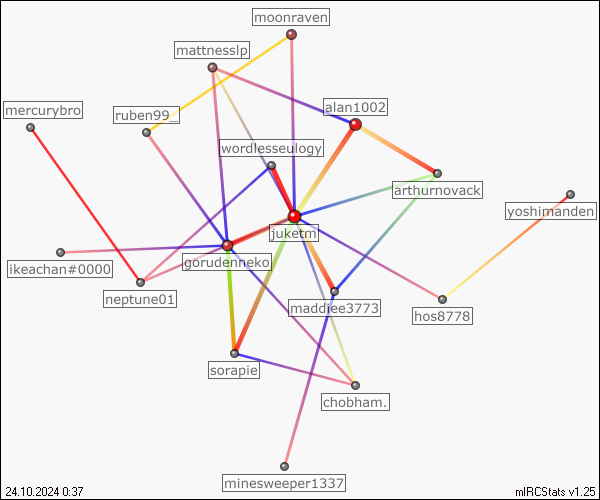 moonraven
mattnesslp
alan1002
mercurybro
ruben99_
wordlesseulogy
arthurnovack
yoshimanden
juketm
gorudenneko
ikeachan#0000
neptune01
maddiee3773
hos8778
sorapie
chobham.
minesweeper1337
24.10.2024 0:37
mIRCStats v1.25